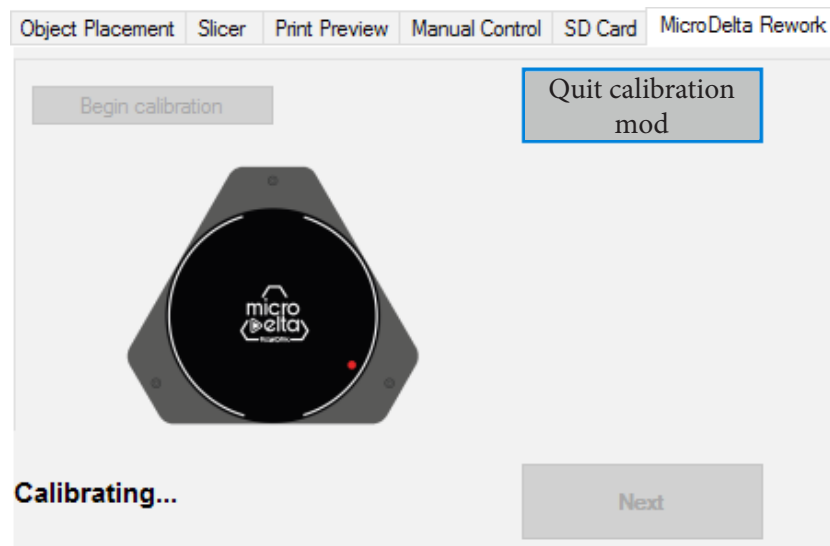 Object Placement Slicer Print Preview Manual Control SD Card MicroDelta Rework
Begin calibration
Quit calibration
mod
micro
Delta
REWORK
Calibrating...
Next